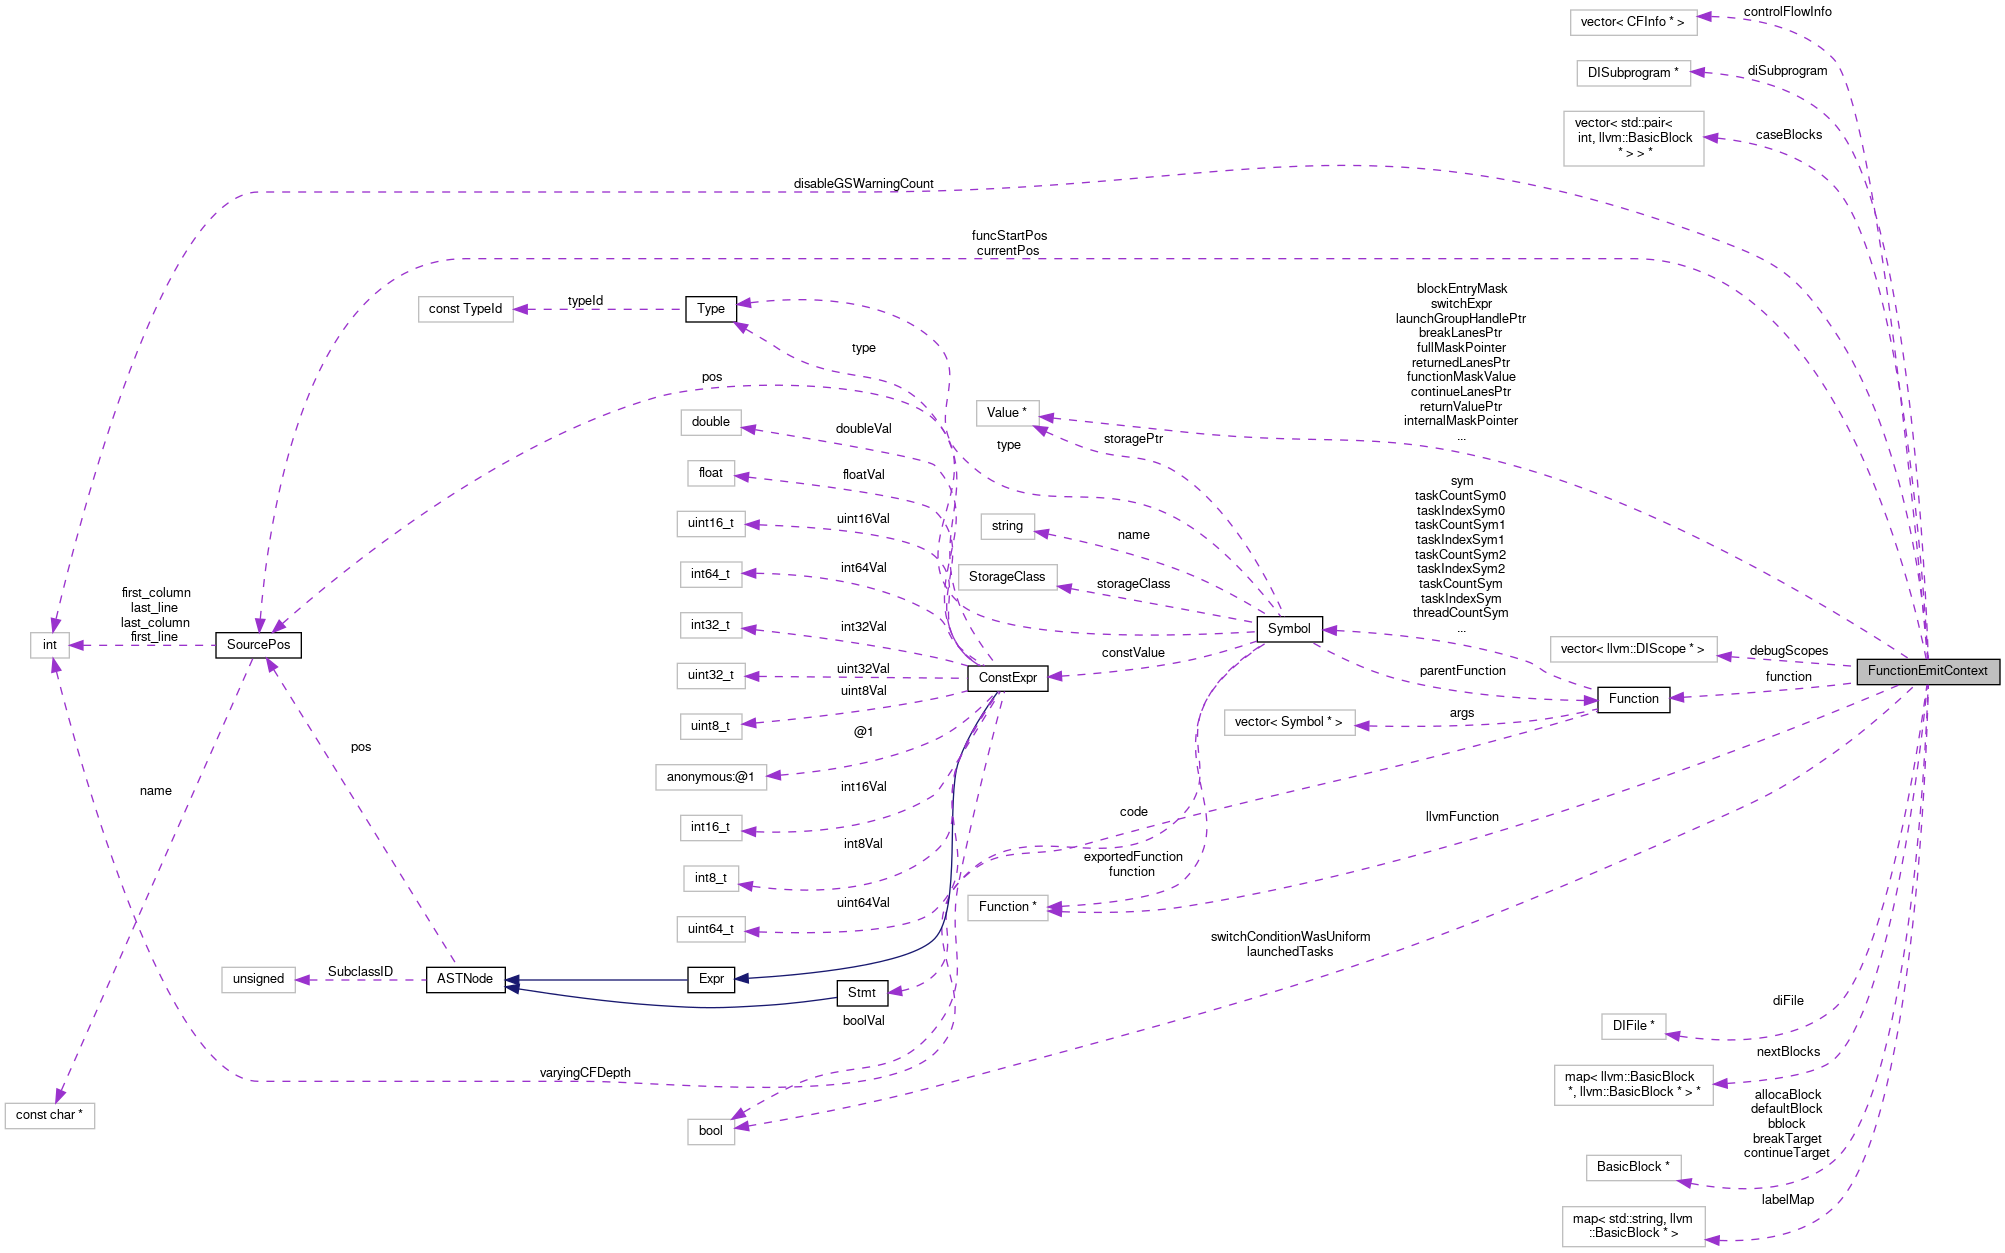 controlFlowInfo
vector< CFInfo * >
diSubprogram
DISubprogram *
caseBlocks
vector< std::pair<
int, llvm::BasicBlock
* > > *
disableGSWarningCount
funcStartPos
currentPos
blockEntryMask
switchExpr
launchGroupHandlePtr
breakLanesPtr
fullMaskPointer
returnedLanesPtr
functionMaskValue
continueLanesPtr
returnValuePtr
internalMaskPointer
...
const TypeId
typeId
Type
type
pos
double
doubleVal
Value *
type
storagePtr
float
floatVal
uint16_t
uint16Val
string
name
sym
taskCountSym0
taskIndexSym0
taskCountSym1
taskIndexSym1
taskCountSym2
taskIndexSym2
taskCountSym
taskIndexSym
threadCountSym
...
int64_t
int64Val
StorageClass
storageClass
int32_t
int32Val
Symbol
first_column
last_line
last_column
first_line
int
SourcePos
constValue
vector< llvm::DIScope * >
debugScopes
FunctionEmitContext
uint32_t
uint32Val
ConstExpr
parentFunction
function
Function
uint8_t
uint8Val
vector< Symbol * >
args
@1
anonymous:@1
pos
name
int16Val
int16_t
code
llvmFunction
int8Val
int8_t
exportedFunction
function
Function *
uint64Val
uint64_t
switchConditionWasUniform
launchedTasks
unsigned
SubclassID
ASTNode
Expr
Stmt
boolVal
diFile
DIFile *
varyingCFDepth
nextBlocks
map< llvm::BasicBlock
*, llvm::BasicBlock * > *
const char *
bool
allocaBlock
defaultBlock
bblock
breakTarget
continueTarget
BasicBlock *
labelMap
map< std::string, llvm
::BasicBlock * >